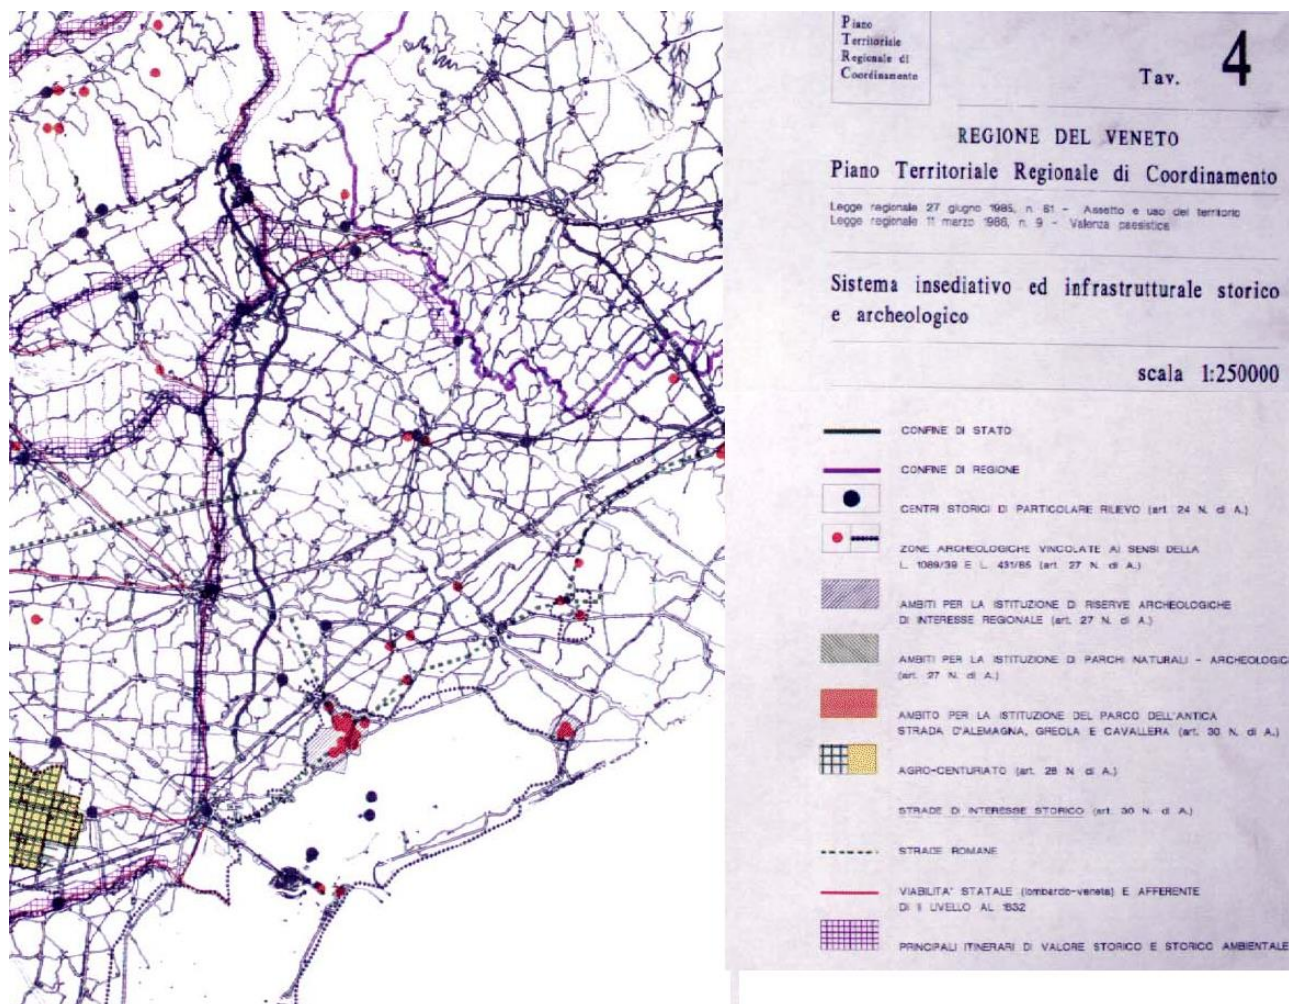 Piano
Territoriale
Regionale di
Coordinamento
Tav. 4
REGIONE DEL VENETO
Piano Territoriale Regionale di Coordinamento
Legge regionale 27 giugno 1985, n. 61 - Assetto e uso del territorio
Legge regionale 11 marzo 1986, n. 9 - Valenza paesistica
Sistema insediativo ed infrastrutturale storico
e archeologico
scala 1:250000
CONFINE DI STATO
CONFINE DI REGIONE
CENTRI STORICI DI PARTICOLARE RILIEVO (art. 24 N. di A.)
ZONE ARCHEOLOGICHE VINCOLATE AI SENSI DELLA
L. 1089/39 E L. 431/85 (art. 27 N. di A.)
AMBITI PER LA ISTITUZIONE DI RISERVE ARCHEOLOGICHE
DI INTERESSE REGIONALE (art. 27 N. di A.)
AMBITI PER LA ISTITUZIONE DI PARCHI NATURALI - ARCHEOLOGIC
(art. 27 N. di A.)
AMBITO PER LA ISTITUZIONE DEL PARCO DELL'ANTICA
STRADA D'ALEMAGNA, GREOLA E CAVALLERA (art. 30 N. di A.)
AGRO-CENTURIATO (art. 28 N. di A.)
STRADE DI INTERESSE STORICO (art. 30 N. di A.)
STRADE ROMANE
VIABILITA' STATALE (lombardo-veneta) E AFFERENTE
DI II LIVELLO AL 1832
PRINCIPALI ITINERARI DI VALORE STORICO E STORICO AMBIENTALE